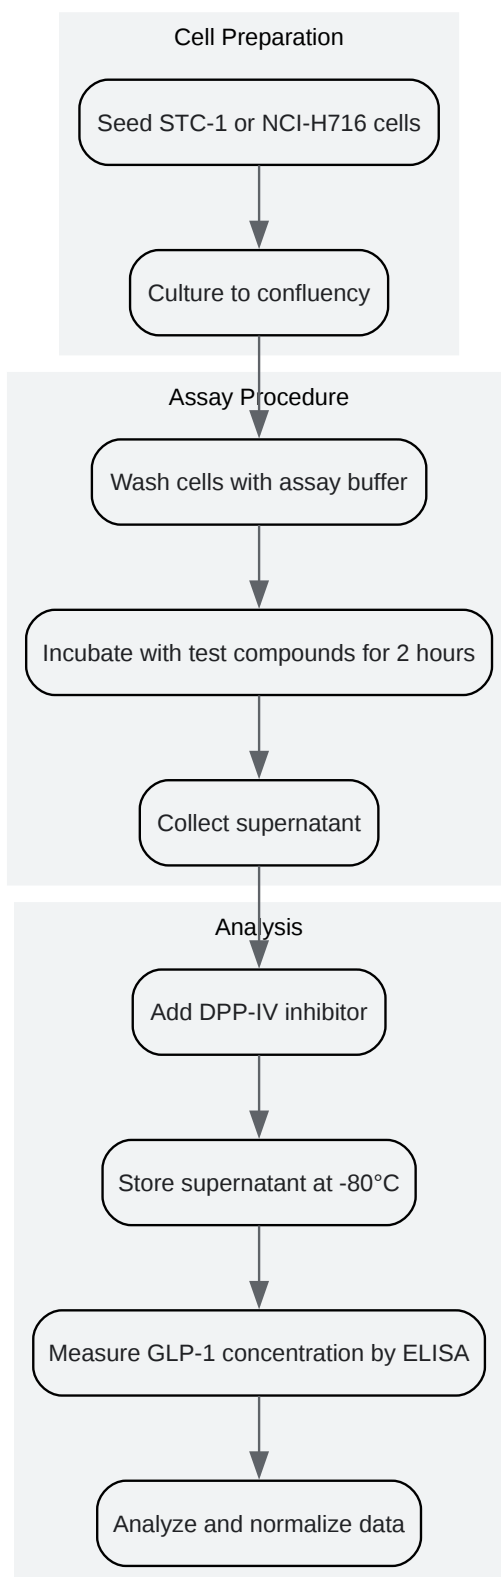 Cell Preparation
Seed STC-1 or NCI-H716 cells
Culture to confluency
Assay Procedure
Wash cells with assay buffer
Incubate with test compounds for 2 hours
Collect supernatant
Analysis
Add DPP-IV inhibitor
Store supernatant at -80°C
Measure GLP-1 concentration by ELISA
Analyze and normalize data